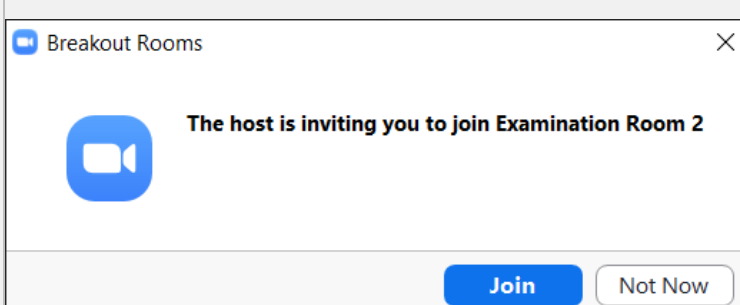 Breakout Rooms
The host is inviting you to join Examination Room 2
Join
Not Now